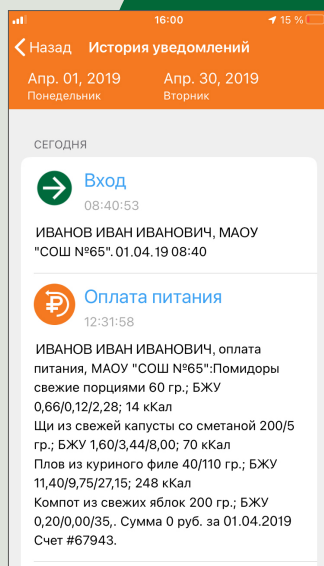 16:00
15 %
Назад История уведомлений
Апр. 01, 2019 Апр. 30, 2019
Понедельник Вторник
СЕГОДНЯ
Вход
08:40:53
ИВАНОВ ИВАН ИВАНОВИЧ, МАОУ
"СОШ №65". 01.04.19 08:40
Оплата питания
12:31:58
ИВАНОВ ИВАН ИВАНОВИЧ, оплата
питания, МАОУ "СОШ №65":Помидоры
свежие порциями 60 гр.; БЖУ
0,66/0,12/2,28; 14 кКал
Щи из свежей капусты со сметаной 200/5
гр.; БЖУ 1,60/3,44/8,00; 70 кКал
Плов из куриного филе 40/110 гр.; БЖУ
11,40/9,75/27,15; 248 кКал
Компот из свежих яблок 200 гр.; БЖУ
0,20/0,00/35,. Сумма 0 руб. за 01.04.2019
Счет #67943.